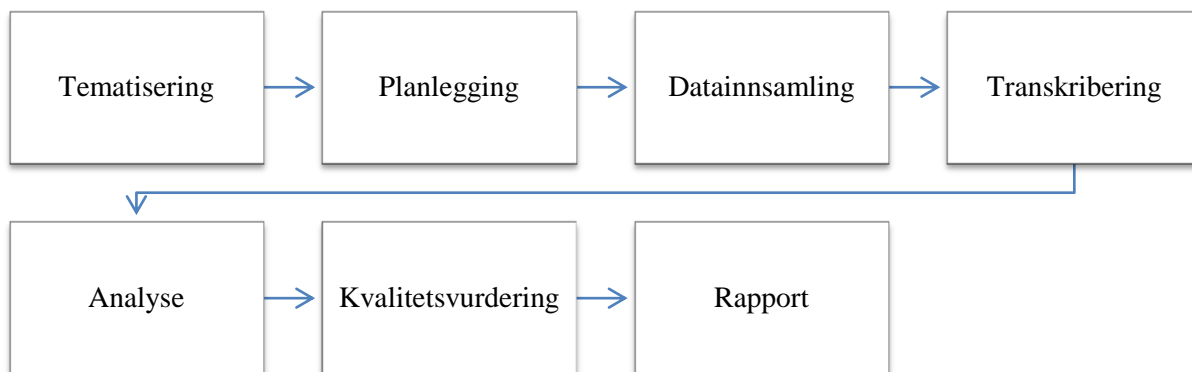 Tematisering
Planlegging
Datainnsamling
Transkribering
Analyse
Kvalitetsvurdering
Rapport